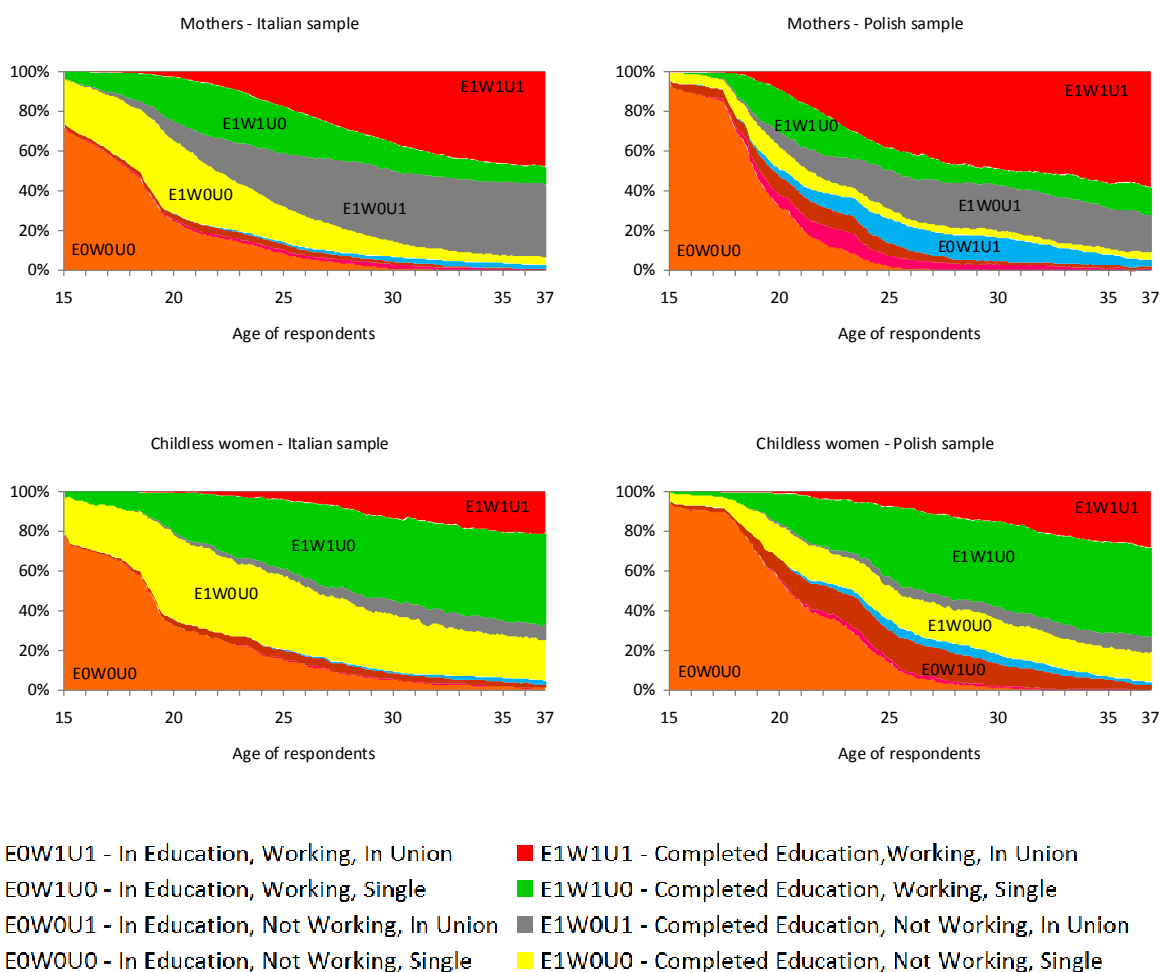 Mothers - Italian sample
Mothers - Polish sample
100%
80%
60%
40%
20%
0%
E1W1U1
E1W1U0
E1W0U1
E1W0U0
E0W0U0
15 20 25 30 35 37
Age of respondents
100%
80%
60%
40%
20%
0%
E1W1U1
E1W1U0
E1W0U1
E0W1U1
E0W0U0
15 20 25 30 35 37
Age of respondents
Childless women - Italian sample
Childless women - Polish sample
100%
80%
60%
40%
20%
0%
E1W1U1
E1W1U0
E1W0U0
E0W0U0
15 20 25 30 35 37
Age of respondents
100%
80%
60%
40%
20%
0%
E1W1U1
E1W1U0
E1W0U0
E0W1U0
E0W0U0
15 20 25 30 35 37
Age of respondents
E0W1U1 - In Education, Working, In Union
E1W1U1 - Completed Education,Working, In Union
E0W1U0 - In Education, Working, Single
E1W1U0 - Completed Education, Working, Single
E0W0U1 - In Education, Not Working, In Union
E1W0U1 - Completed Education, Not Working, In Union
E0W0U0 - In Education, Not Working, Single
E1W0U0 - Completed Education, Not Working, Single